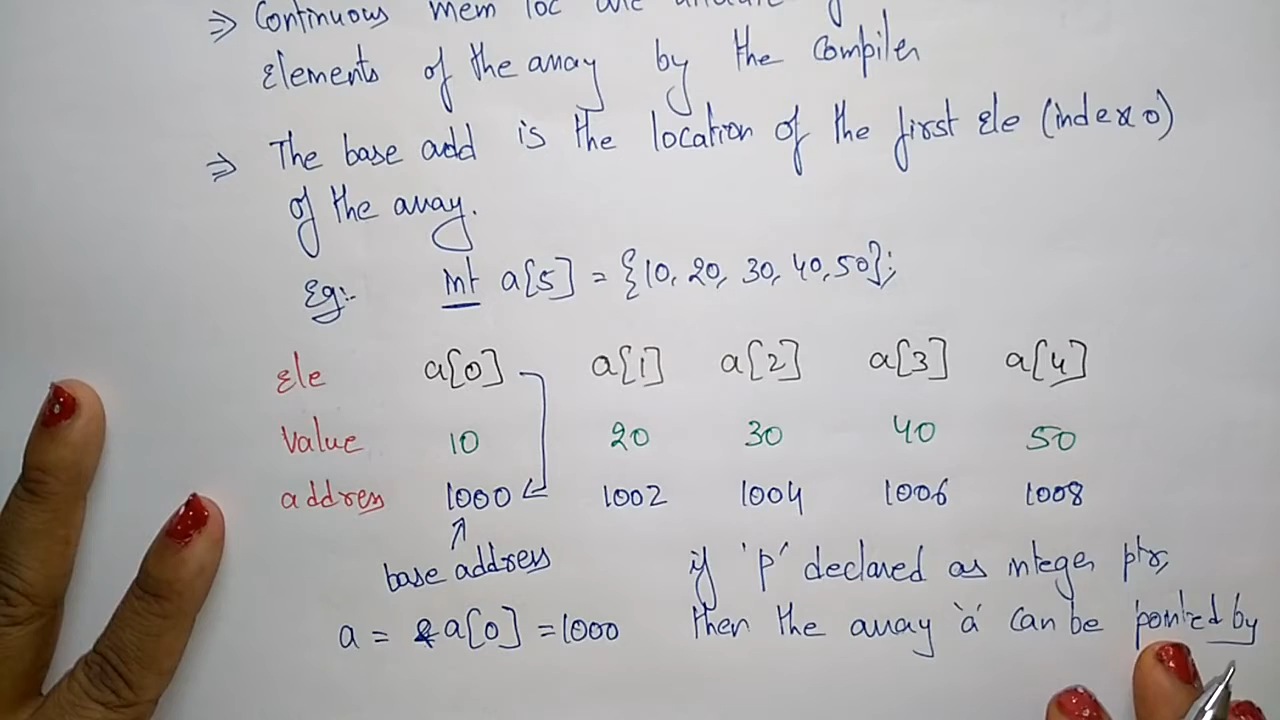 ⇒ Continuous mem loc are
Elements of the array by the compiler
⇒ The base add is the location of the first Ele (index 0)
of the array.
Eg:- int a[5] = {10, 20, 30, 40, 50};
Ele a[0] a[1] a[2] a[3] a[4]
Value 10 20 30 40 50
address 1000 1002 1004 1006 1008
base address
a = &a[0] = 1000
if 'p' declared as integer ptr,
then the array 'a' can be pointed by